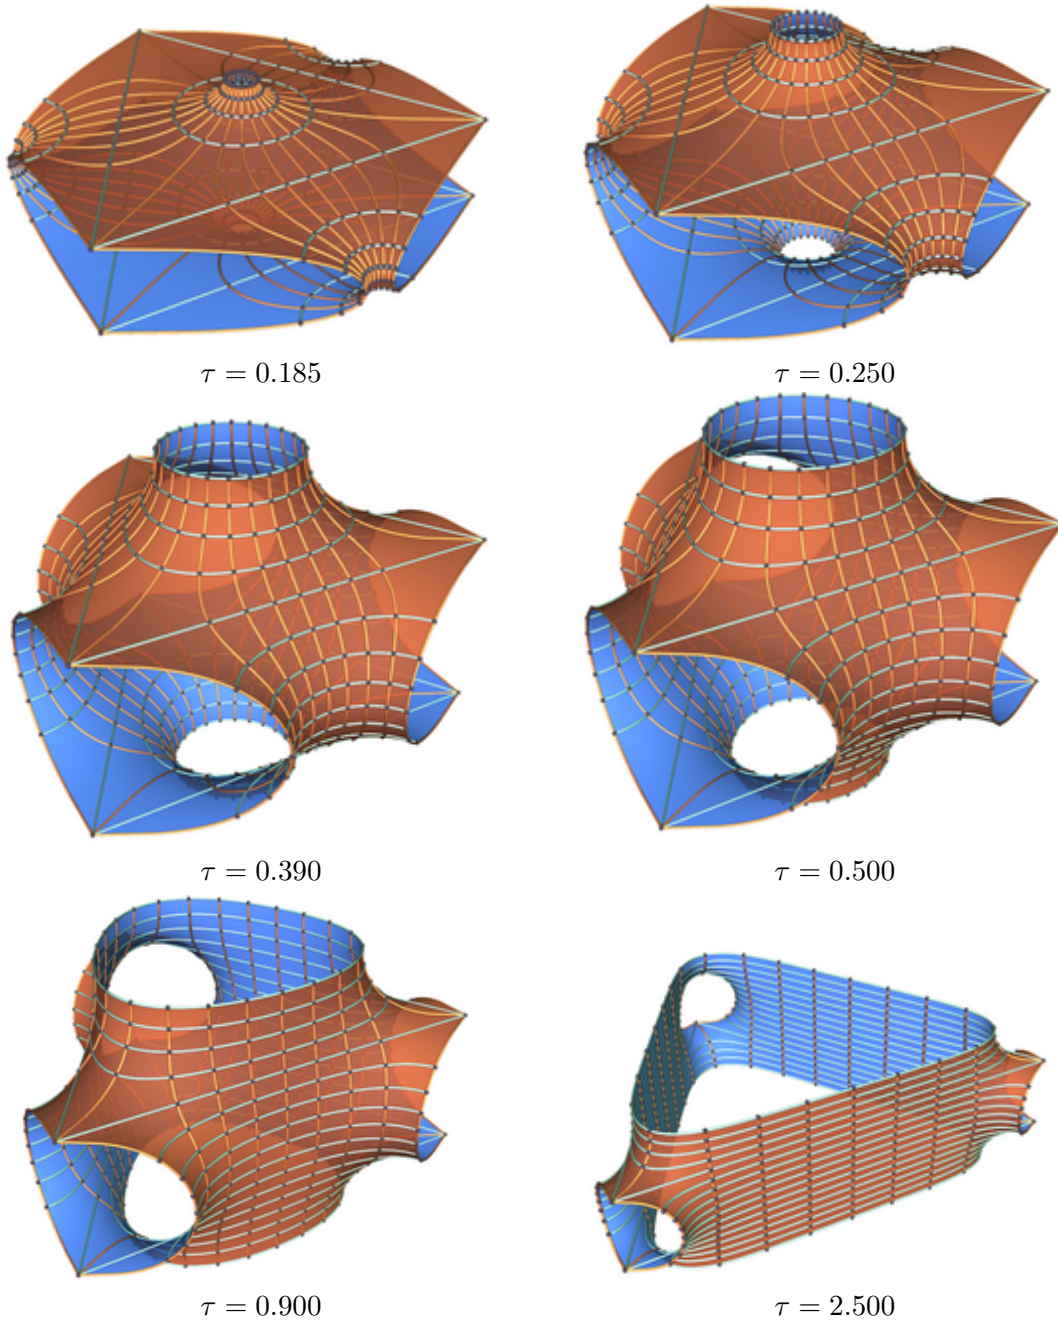 τ = 0.185
τ = 0.250
τ = 0.390
τ = 0.500
τ = 0.900
τ = 2.500